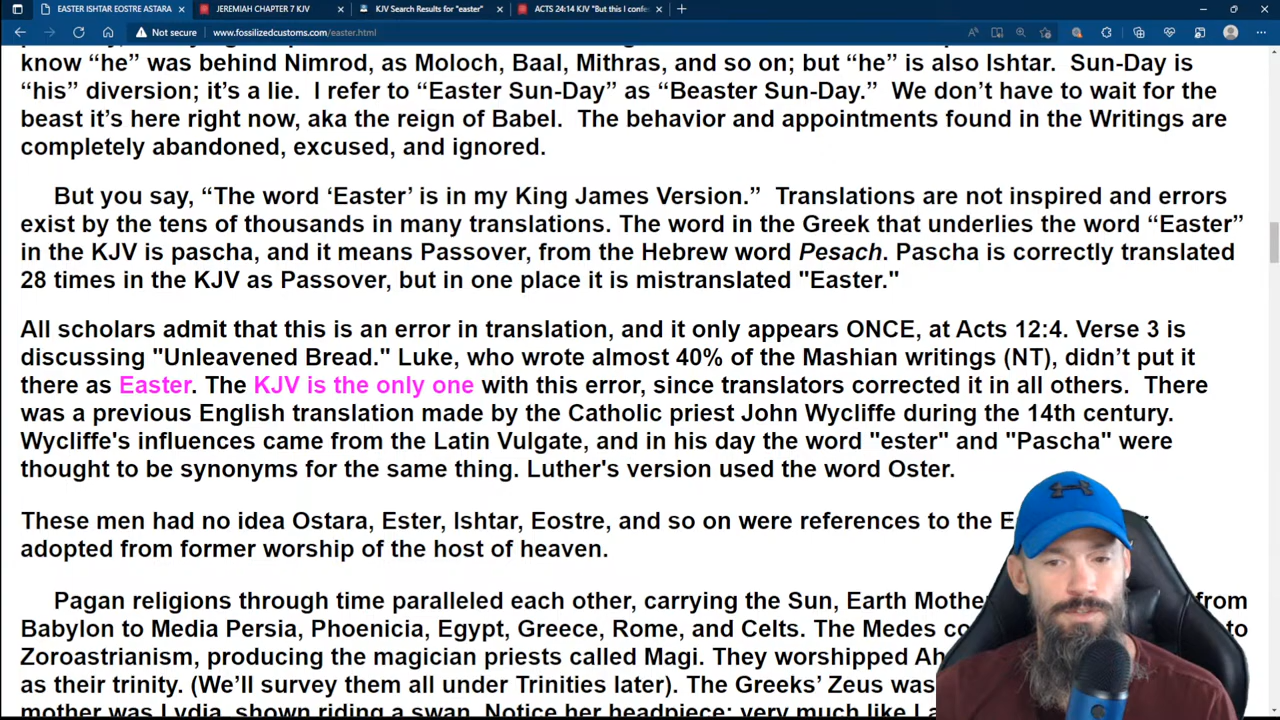 EASTER ISHTAR EOSTRE ASTARA
JEREMIAH CHAPTER 7 KJV
KJV Search Results for "easter"
ACTS 24:14 KJV "But this I confe
Not secure
www.fossilizedcustoms.com/easter.html
know “he” was behind Nimrod, as Moloch, Baal, Mithras, and so on; but “he” is also Ishtar. Sun-Day is
“his” diversion; it’s a lie. I refer to “Easter Sun-Day” as “Beaster Sun-Day.” We don’t have to wait for the
beast it’s here right now, aka the reign of Babel. The behavior and appointments found in the Writings are
completely abandoned, excused, and ignored.
But you say, “The word ‘Easter’ is in my King James Version.” Translations are not inspired and errors
exist by the tens of thousands in many translations. The word in the Greek that underlies the word “Easter”
in the KJV is pascha, and it means Passover, from the Hebrew word Pesach. Pascha is correctly translated
28 times in the KJV as Passover, but in one place it is mistranslated "Easter."
All scholars admit that this is an error in translation, and it only appears ONCE, at Acts 12:4. Verse 3 is
discussing "Unleavened Bread." Luke, who wrote almost 40% of the Mashian writings (NT), didn’t put it
there as Easter. The KJV is the only one with this error, since translators corrected it in all others. There
was a previous English translation made by the Catholic priest John Wycliffe during the 14th century.
Wycliffe's influences came from the Latin Vulgate, and in his day the word "ester" and "Pascha" were
thought to be synonyms for the same thing. Luther's version used the word Oster.
These men had no idea Ostara, Ester, Ishtar, Eostre, and so on were references to the
adopted from former worship of the host of heaven.
Pagan religions through time paralleled each other, carrying the Sun, Earth Mother from
Babylon to Media Persia, Phoenicia, Egypt, Greece, Rome, and Celts. The Medes to
Zoroastrianism, producing the magician priests called Magi. They worshipped
as their trinity. (We’ll survey them all under Trinities later). The Greeks’ Zeus was
mother was Lydia, shown riding a swan. Notice her headpiece; very much like